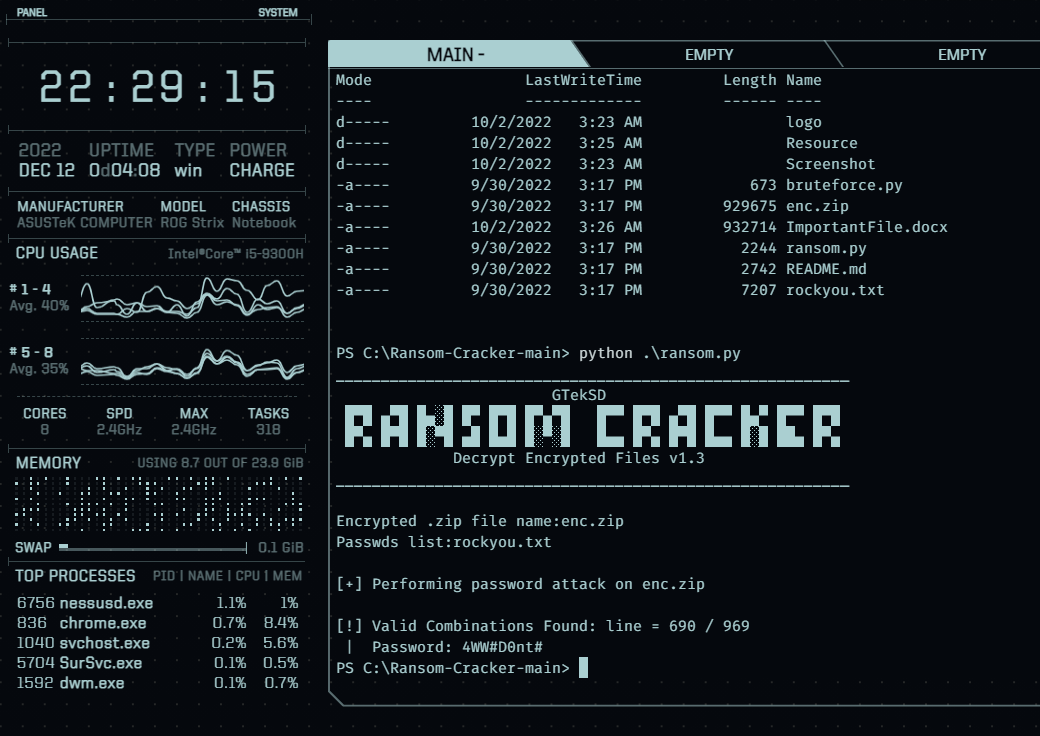 PANEL SYSTEM
22:29:15
2022 UPTIME TYPE POWER
DEC 12 0d04:08 win CHARGE
MANUFACTURER MODEL CHASSIS
ASUSTeK COMPUTER ROG Strix Notebook
CPU USAGE Intel®Core™ i5-9300H
# 1 - 4
Avg. 40%
# 5 - 8
Avg. 35%
CORES SPD MAX TASKS
8 2.4GHz 2.4GHz 318
MEMORY USING 8.7 OUT OF 23.9 GiB
SWAP 0.1 GiB
TOP PROCESSES PID | NAME | CPU | MEM
6756 nessusd.exe 1.1% 1%
836 chrome.exe 0.7% 8.4%
1040 svchost.exe 0.2% 5.6%
5704 SurSvc.exe 0.1% 0.5%
1592 dwm.exe 0.1% 0.7%
MAIN - EMPTY EMPTY
Mode LastWriteTime Length Name
---- ------------- ------ ----
d----- 10/2/2022 3:23 AM logo
d----- 10/2/2022 3:25 AM Resource
d----- 10/2/2022 3:23 AM Screenshot
-a---- 9/30/2022 3:17 PM 673 bruteforce.py
-a---- 9/30/2022 3:17 PM 929675 enc.zip
-a---- 10/2/2022 3:26 AM 932714 ImportantFile.docx
-a---- 9/30/2022 3:17 PM 2244 ransom.py
-a---- 9/30/2022 3:17 PM 2742 README.md
-a---- 9/30/2022 3:17 PM 7207 rockyou.txt
PS C:\Ransom-Cracker-main> python .\ransom.py
GTekSD
RANSOM CRACKER
Decrypt Encrypted Files v1.3
Encrypted .zip file name:enc.zip
Passwds list:rockyou.txt
[+] Performing password attack on enc.zip
[!] Valid Combinations Found: line = 690 / 969
| Password: 4WW#D0nt#
PS C:\Ransom-Cracker-main>